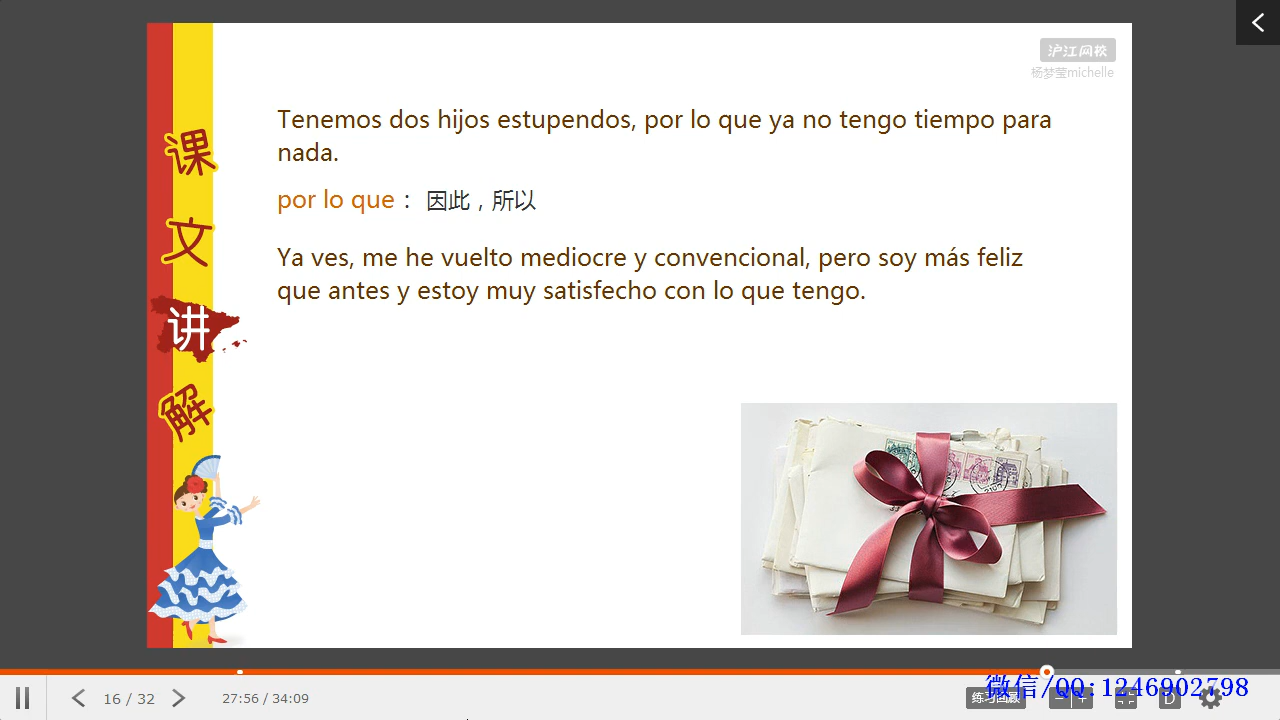 沪江网校
杨梦莹michelle
课
文
讲
解
Tenemos dos hijos estupendos, por lo que ya no tengo tiempo para
nada.
por lo que： 因此，所以
Ya ves, me he vuelto mediocre y convencional, pero soy más feliz
que antes y estoy muy satisfecho con lo que tengo.
16 / 32
27:56 / 34:09
练习回顾
微信/QQ:1246902798
D